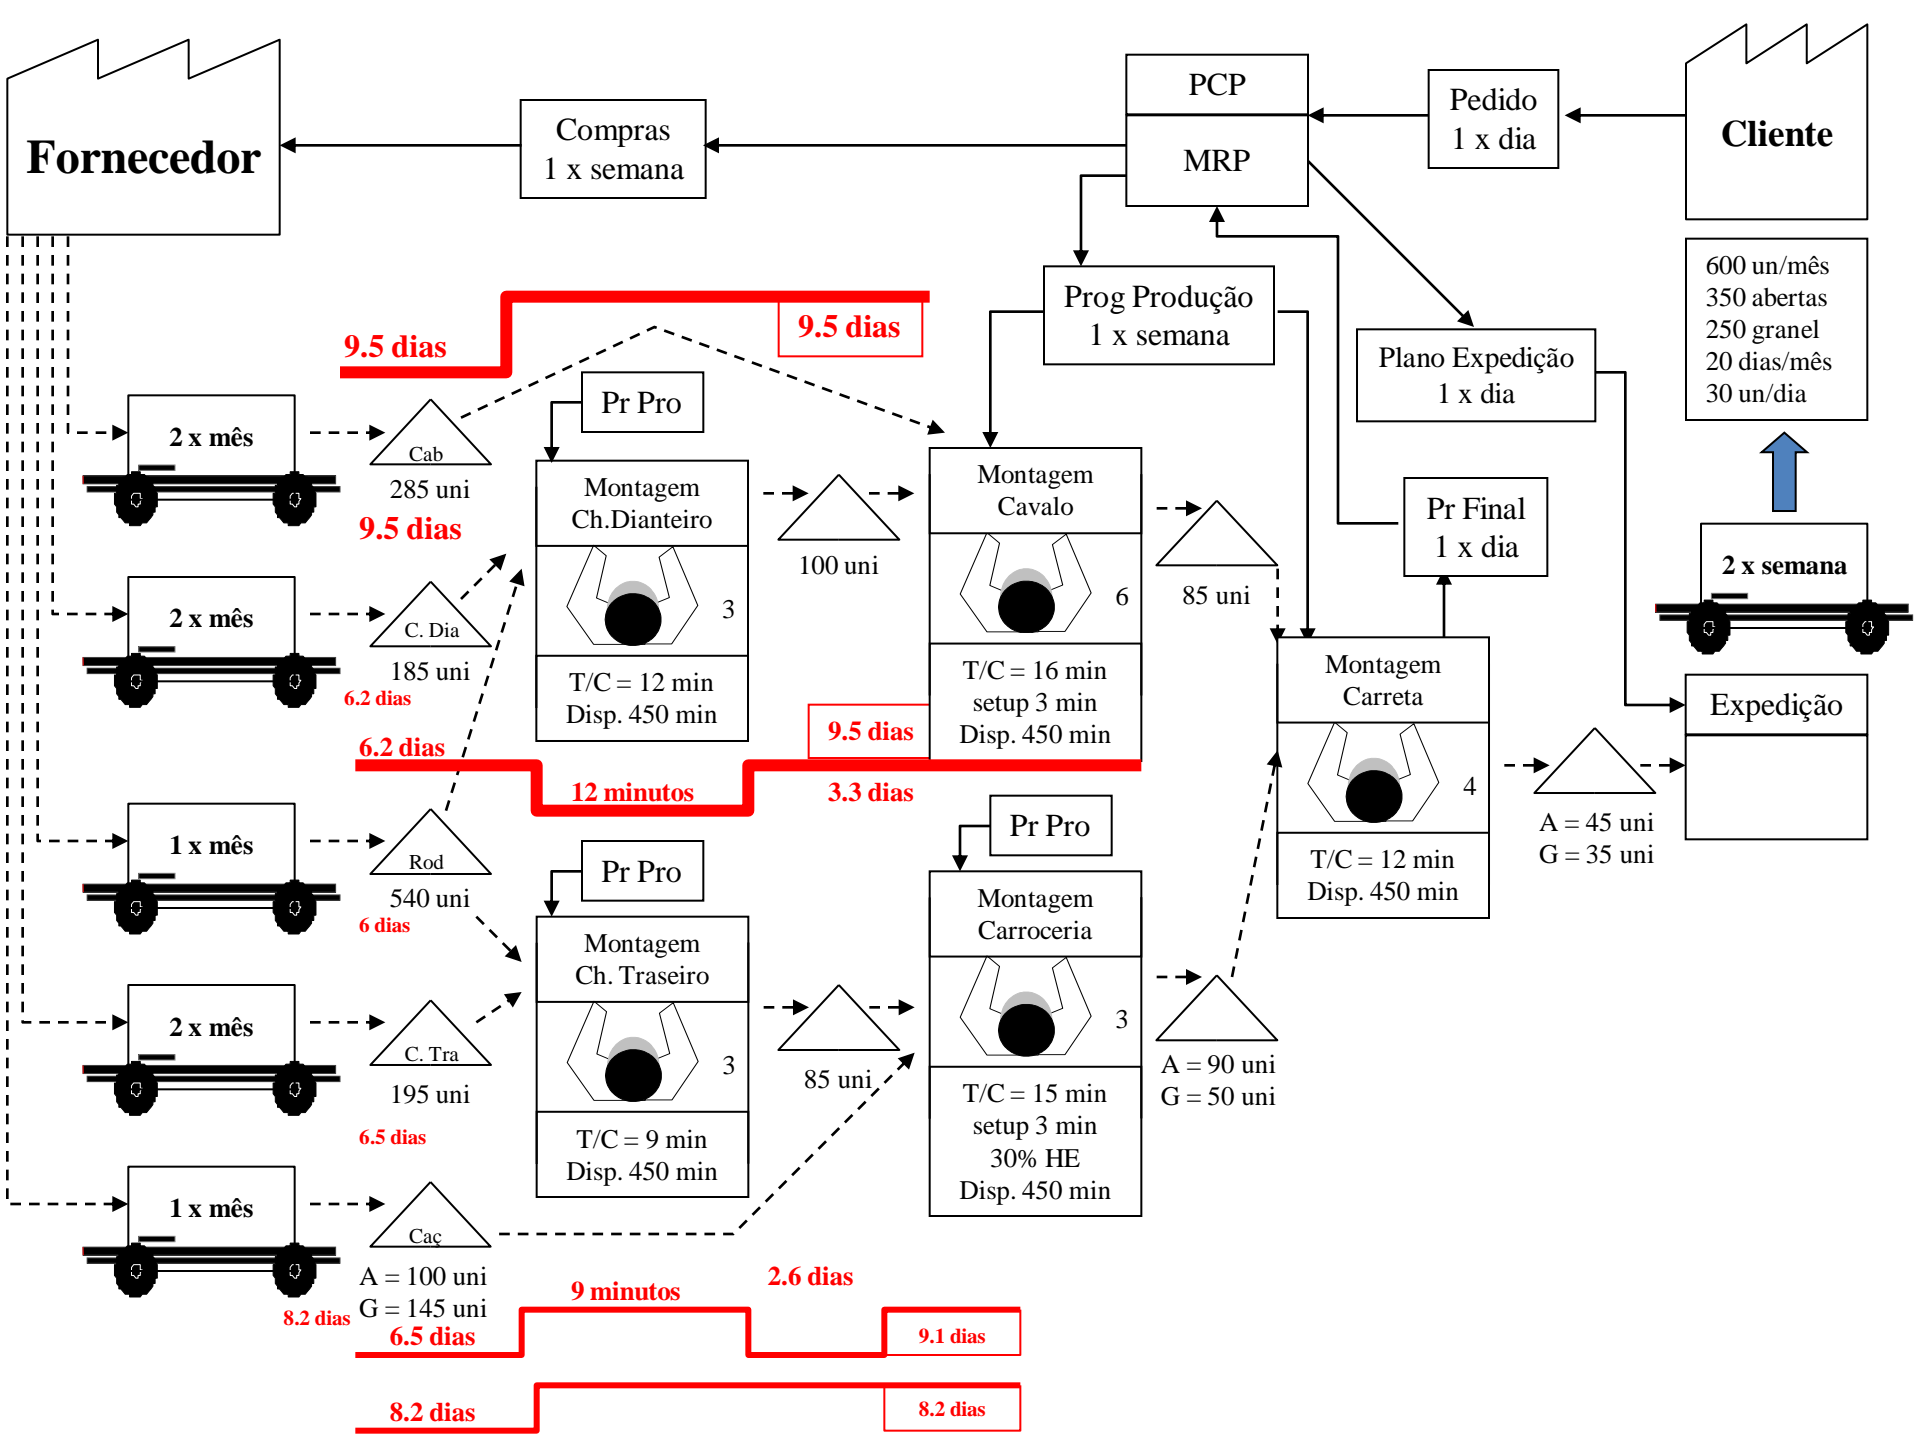 Fornecedor
Compras
1 x semana
PCP
MRP
Pedido
1 x dia
Cliente
600 un/mês
350 abertas
250 granel
20 dias/mês
30 un/dia
Prog Produção
1 x semana
Plano Expedição
1 x dia
9.5 dias
9.5 dias
2 x mês
Cab
285 uni
9.5 dias
Pr Pro
Montagem
Ch.Dianteiro
3
T/C = 12 min
Disp. 450 min
100 uni
Montagem
Cavalo
6
T/C = 16 min
setup 3 min
Disp. 450 min
9.5 dias
85 uni
Pr Final
1 x dia
2 x semana
2 x mês
C. Dia
185 uni
6.2 dias
6.2 dias
12 minutos
3.3 dias
Montagem
Carreta
4
T/C = 12 min
Disp. 450 min
Expedição
A = 45 uni
G = 35 uni
1 x mês
Rod
540 uni
6 dias
Pr Pro
Montagem
Ch. Traseiro
3
T/C = 9 min
Disp. 450 min
85 uni
Pr Pro
Montagem
Carroceria
3
T/C = 15 min
setup 3 min
30% HE
Disp. 450 min
A = 90 uni
G = 50 uni
2 x mês
C. Tra
195 uni
6.5 dias
1 x mês
Caç
A = 100 uni
G = 145 uni
8.2 dias
6.5 dias
9 minutos
2.6 dias
9.1 dias
8.2 dias
8.2 dias